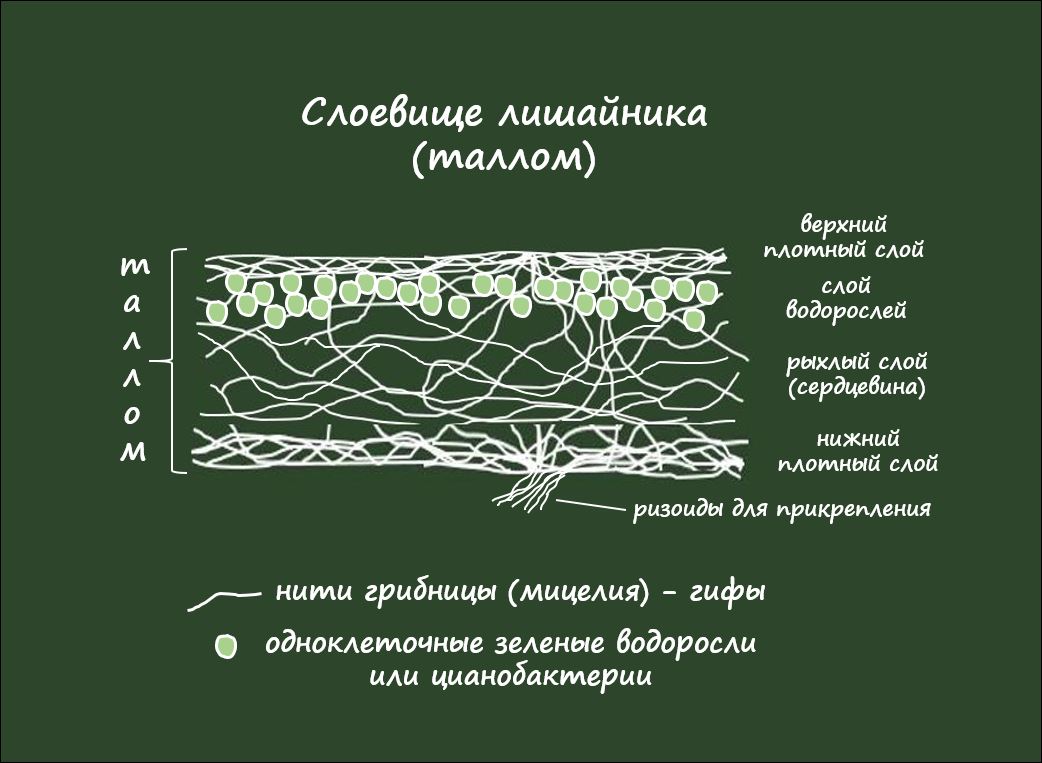 Слоевище лишайника
(таллом)
верхний
плотный слой
таллом
слой
водорослей
рыхлый слой
(сердцевина)
нижний
плотный слой
ризоиды для прикрепления
нити грибницы (мицелия) – гифы
одноклеточные зеленые водоросли
или цианобактерии